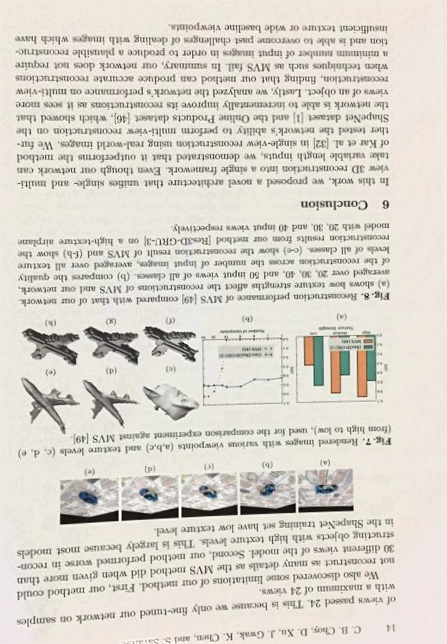 14 C. B. Choy, D. Xu, J. Gwak, K. Chen, and S.
of views passed 24. This is because we only fine-tuned our network on samples
with a maximum of 24 views.
We also discovered some limitations of our method. First, our method could
not reconstruct as many details as the MVS method did when given more than
30 different views of the model. Second, our method performed worse in recon-
structing objects with high texture levels. This is largely because most models
in the ShapeNet training set have low texture level.
(a) (b) (c) (d) (e)
Fig. 7. Rendered images with various viewpoints (a,b,c) and texture levels (c, d, e)
(from high to low), used for the comparison experiment against MVS [49].
(a) (c) (d) (e)
(f) (g) (h)
Fig. 8. Reconstruction performance of MVS [49] compared with that of our network.
(a) shows how texture strengths affect the reconstructions of MVS and our network,
averaged over 20, 30, 40, and 50 input views of all classes. (b) compares the quality
of the reconstruction across the number of input images, averaged over all texture
levels of all classes. (c-e) show the reconstruction result of MVS and (f-h) show the
reconstruction results from our method [Res3D-GRU-3] on a high-texture airplane
model with 20, 30, and 40 input views respectively.
6 Conclusion
In this work, we proposed a novel architecture that unifies single- and multi-
view 3D reconstruction into a single framework. Even though our network can
take variable length inputs, we demonstrated that it outperforms the method
of Kar et al. [32] in single-view reconstruction using real-world images. We fur-
ther tested the network's ability to perform multi-view reconstruction on the
ShapeNet dataset [1] and the Online Products dataset [46], which showed that
the network is able to incrementally improve its reconstructions as it sees more
views of an object. Lastly, we analyzed the network's performance on multi-view
reconstruction, finding that our method can produce accurate reconstructions
when techniques such as MVS fail. In summary, our network does not require
a minimum number of input images in order to produce a plausible reconstruc-
tion and is able to overcome past challenges of dealing with images which have
insufficient texture or wide baseline viewpoints.